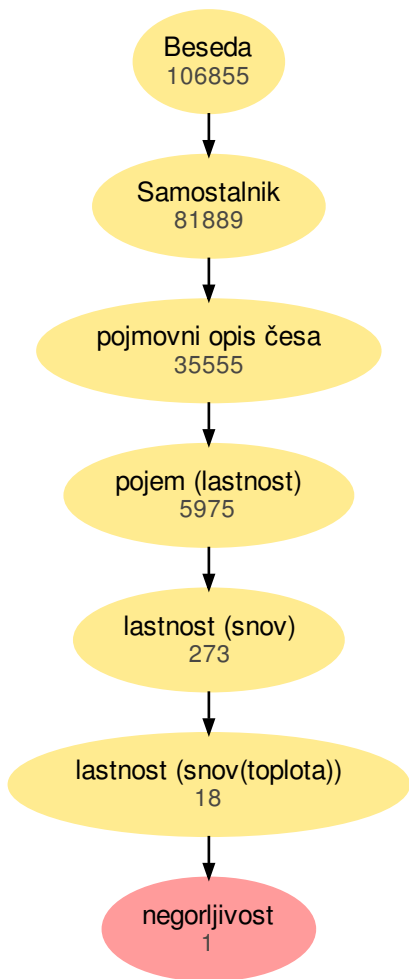 Beseda
106855
Samostalnik
81889
pojmovni opis česa
35555
pojem (lastnost)
5975
lastnost (snov)
273
lastnost (snov(toplota))
18
negorljivost
1